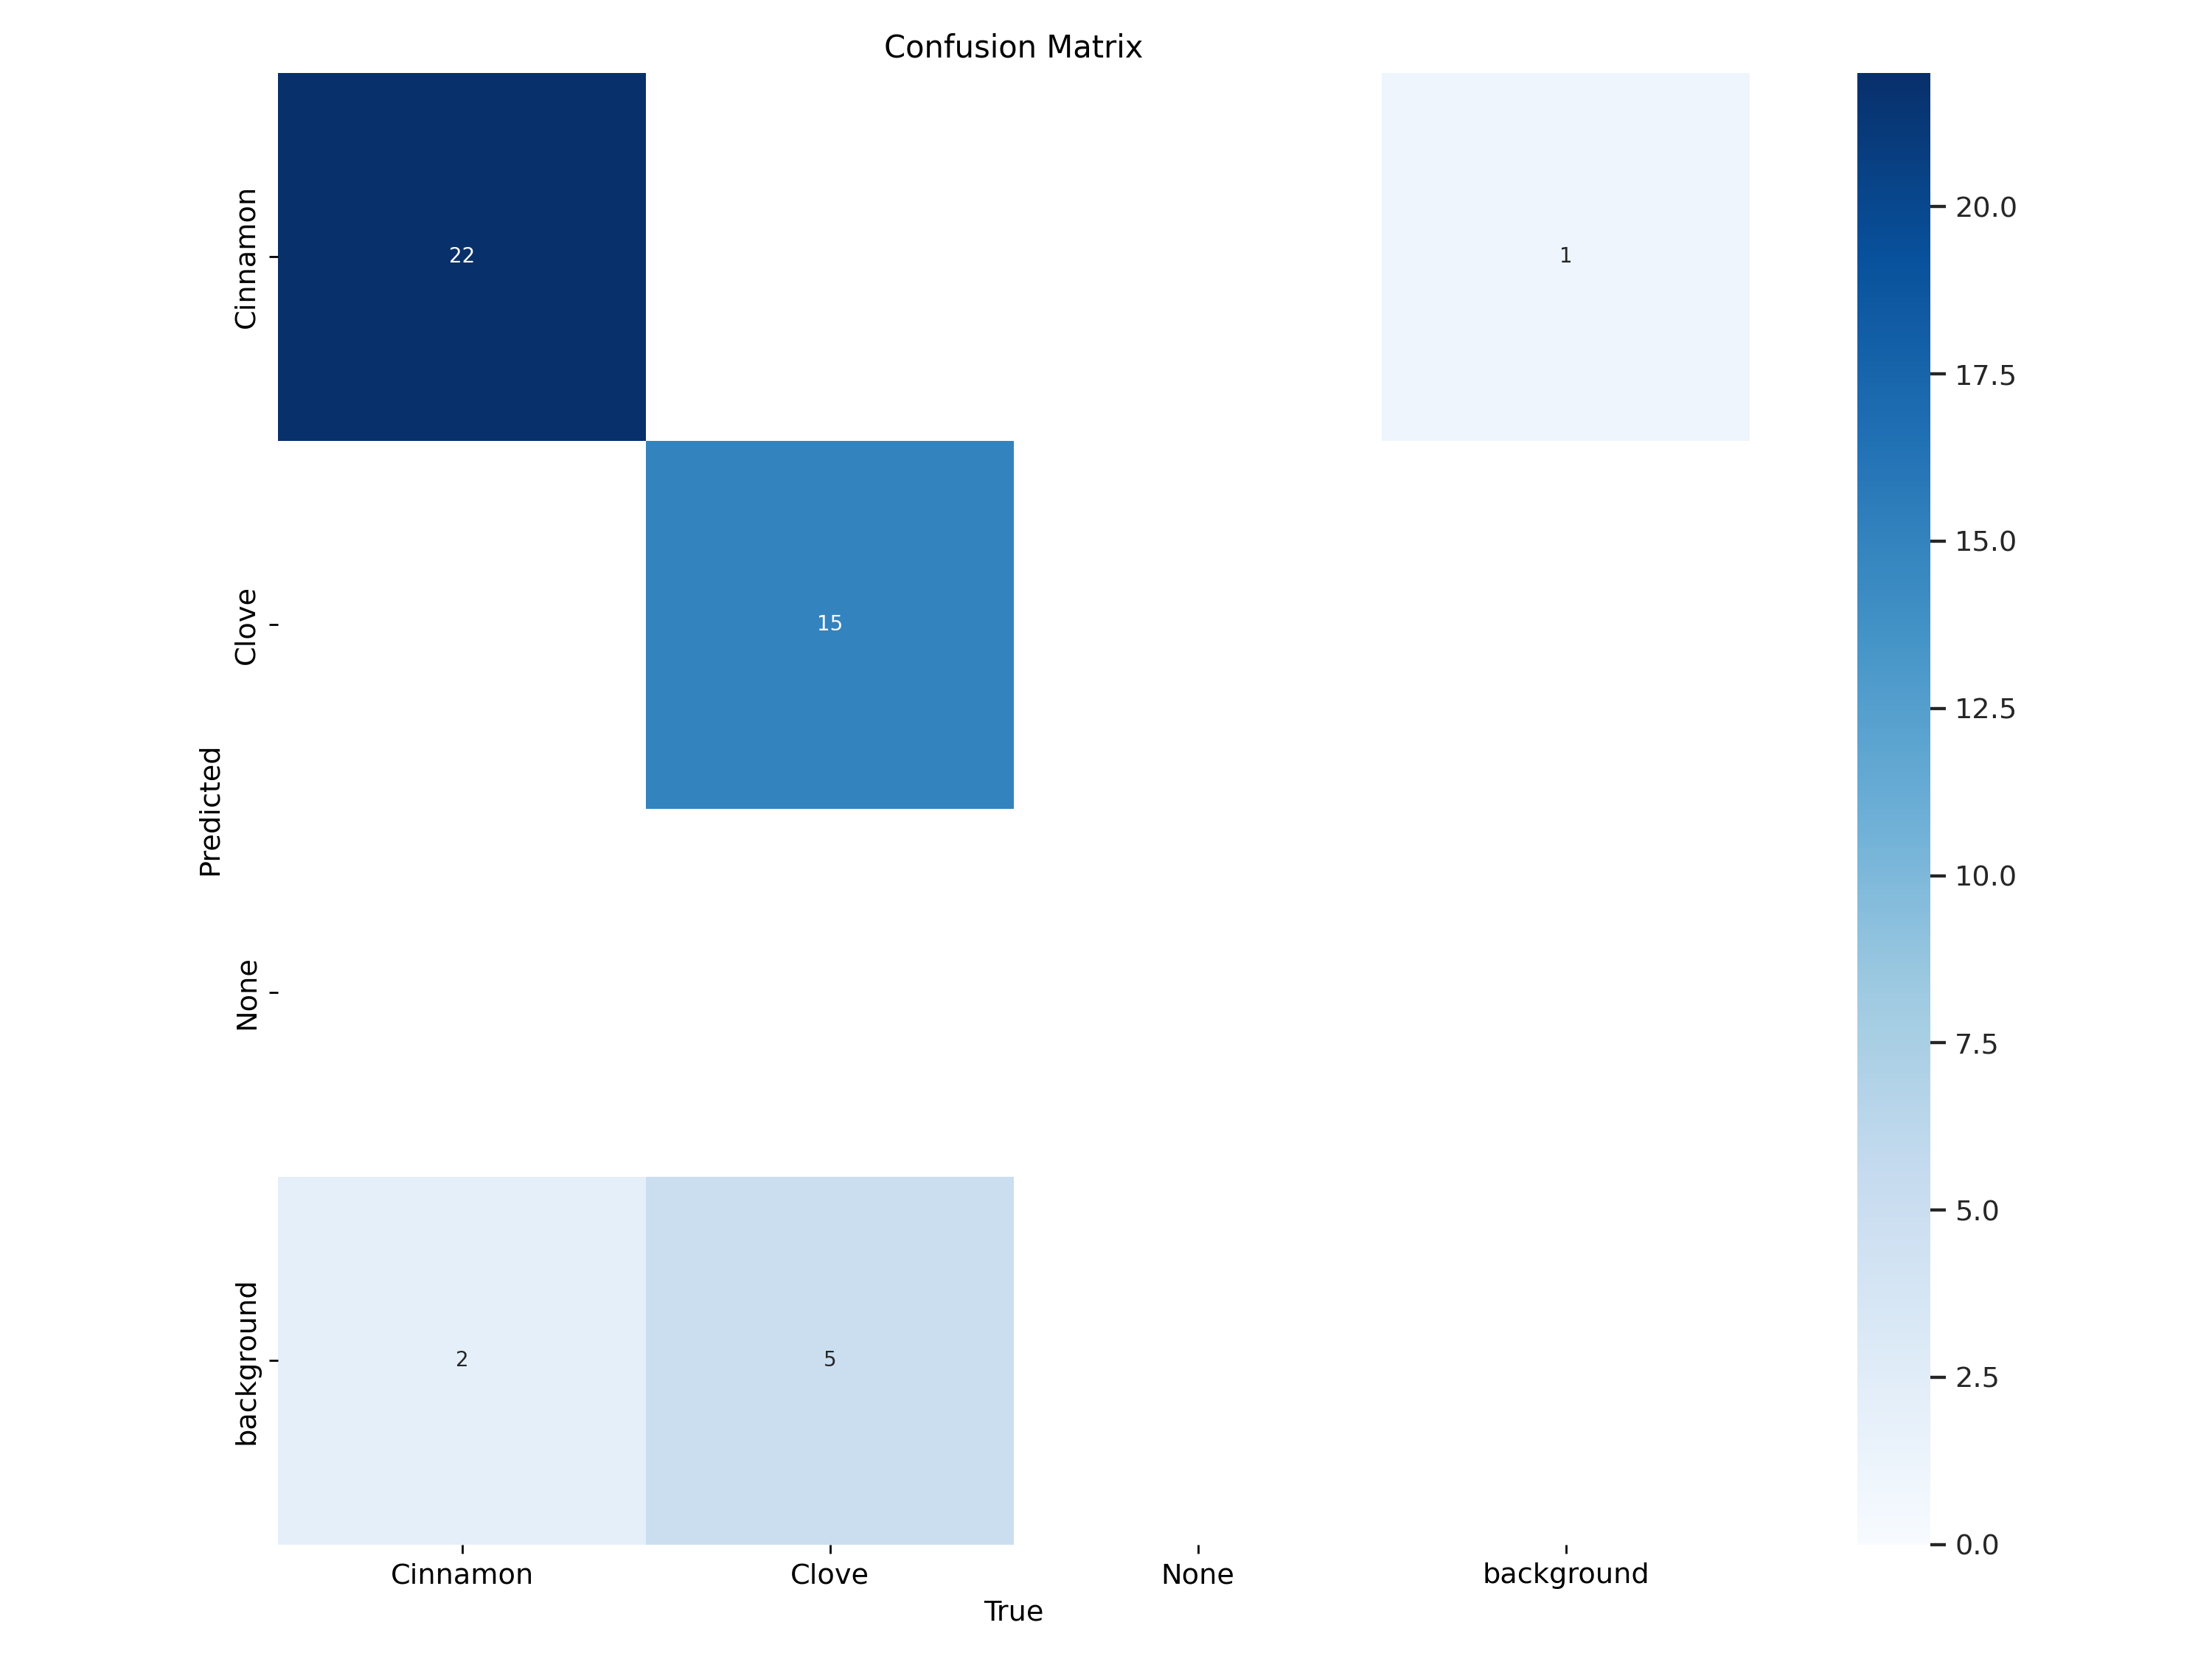 Confusion Matrix
Cinnamon
22
1
20.0
17.5
Clove
15
15.0
12.5
Predicted
10.0
None
7.5
5.0
background
2
5
2.5
0.0
Cinnamon Clove None background
True